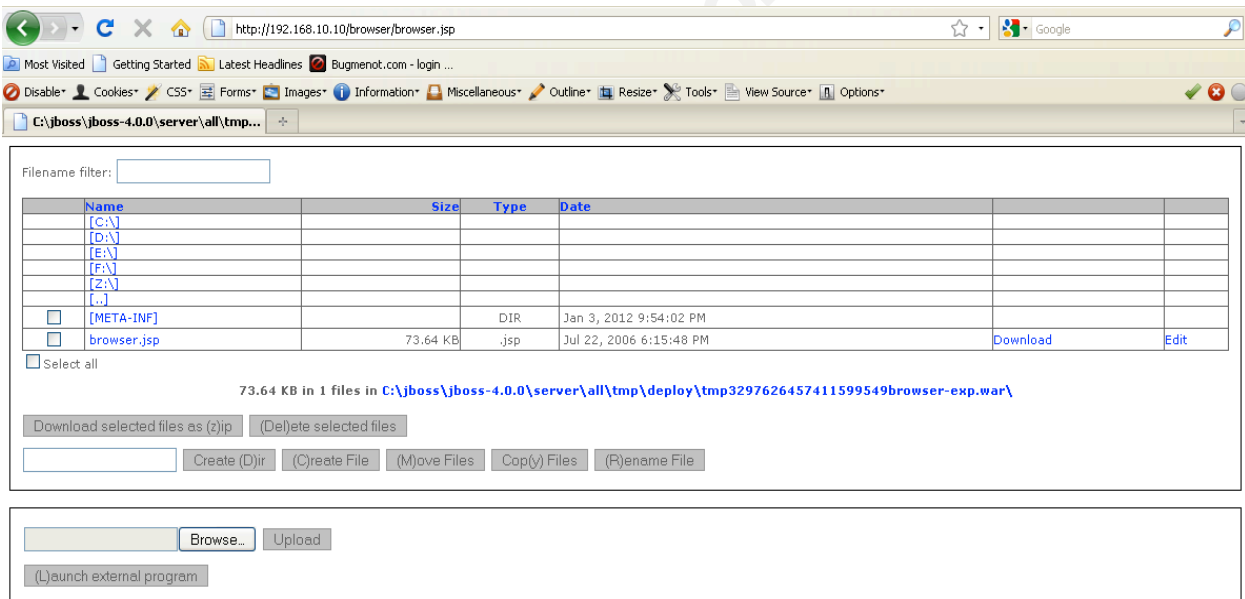 http://192.168.10.10/browser/browser.jsp Google
Most Visited Getting Started Latest Headlines Bugmenot.com - login ...
Disable Cookies CSS Forms Images Information Miscellaneous Outline Resize Tools View Source Options
C:\jboss\jboss-4.0.0\server\all\tmp...
Filename filter:
Name Size Type Date
[C:\]
[D:\]
[E:\]
[F:\]
[Z:\]
[..]
[META-INF] DIR Jan 3, 2012 9:54:02 PM
browser.jsp 73.64 KB .jsp Jul 22, 2006 6:15:48 PM Download Edit
Select all
73.64 KB in 1 files in C:\jboss\jboss-4.0.0\server\all\tmp\deploy\tmp3297626457411599549browser-exp.war\
Download selected files as (z)ip (Del)ete selected files
Create (D)ir (C)reate File (M)ove Files Cop(y) Files (R)ename File
Browse... Upload
(L)aunch external program